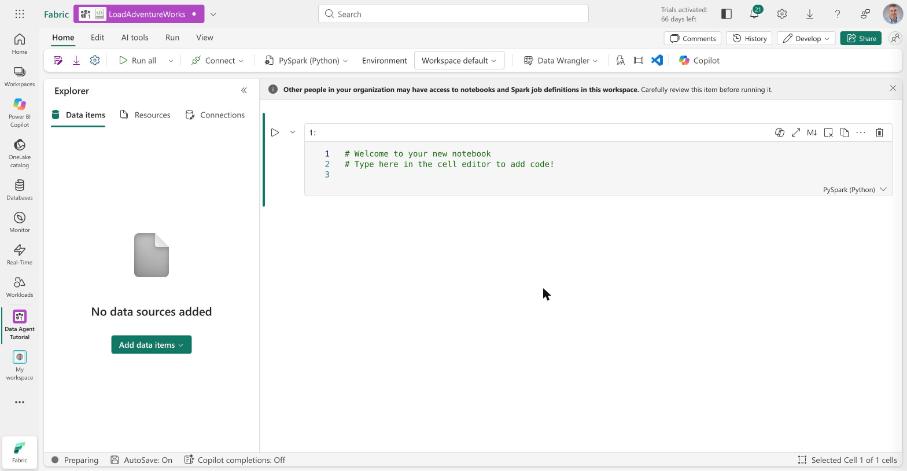 Fabric
LoadAdventureWorks
Search
Trials activated:
66 days left
21
Home
Edit
AI tools
Run
View
Comments
History
Develop
Share
Run all
Connect
PySpark (Python)
Environment
Workspace default
Data Wrangler
Copilot
Home
Workspaces
Power BI
Copilot
OneLake
catalog
Databases
Monitor
Real-Time
Workloads
Data Agent
Tutorial
My
workspace
Fabric
Explorer
Data items
Resources
Connections
No data sources added
Add data items
Other people in your organization may have access to notebooks and Spark job definitions in this workspace. Carefully review this item before running it.
1:
M↓
1 # Welcome to your new notebook
2 # Type here in the cell editor to add code!
3
PySpark (Python)
Preparing
AutoSave: On
Copilot completions: Off
Selected Cell 1 of 1 cells